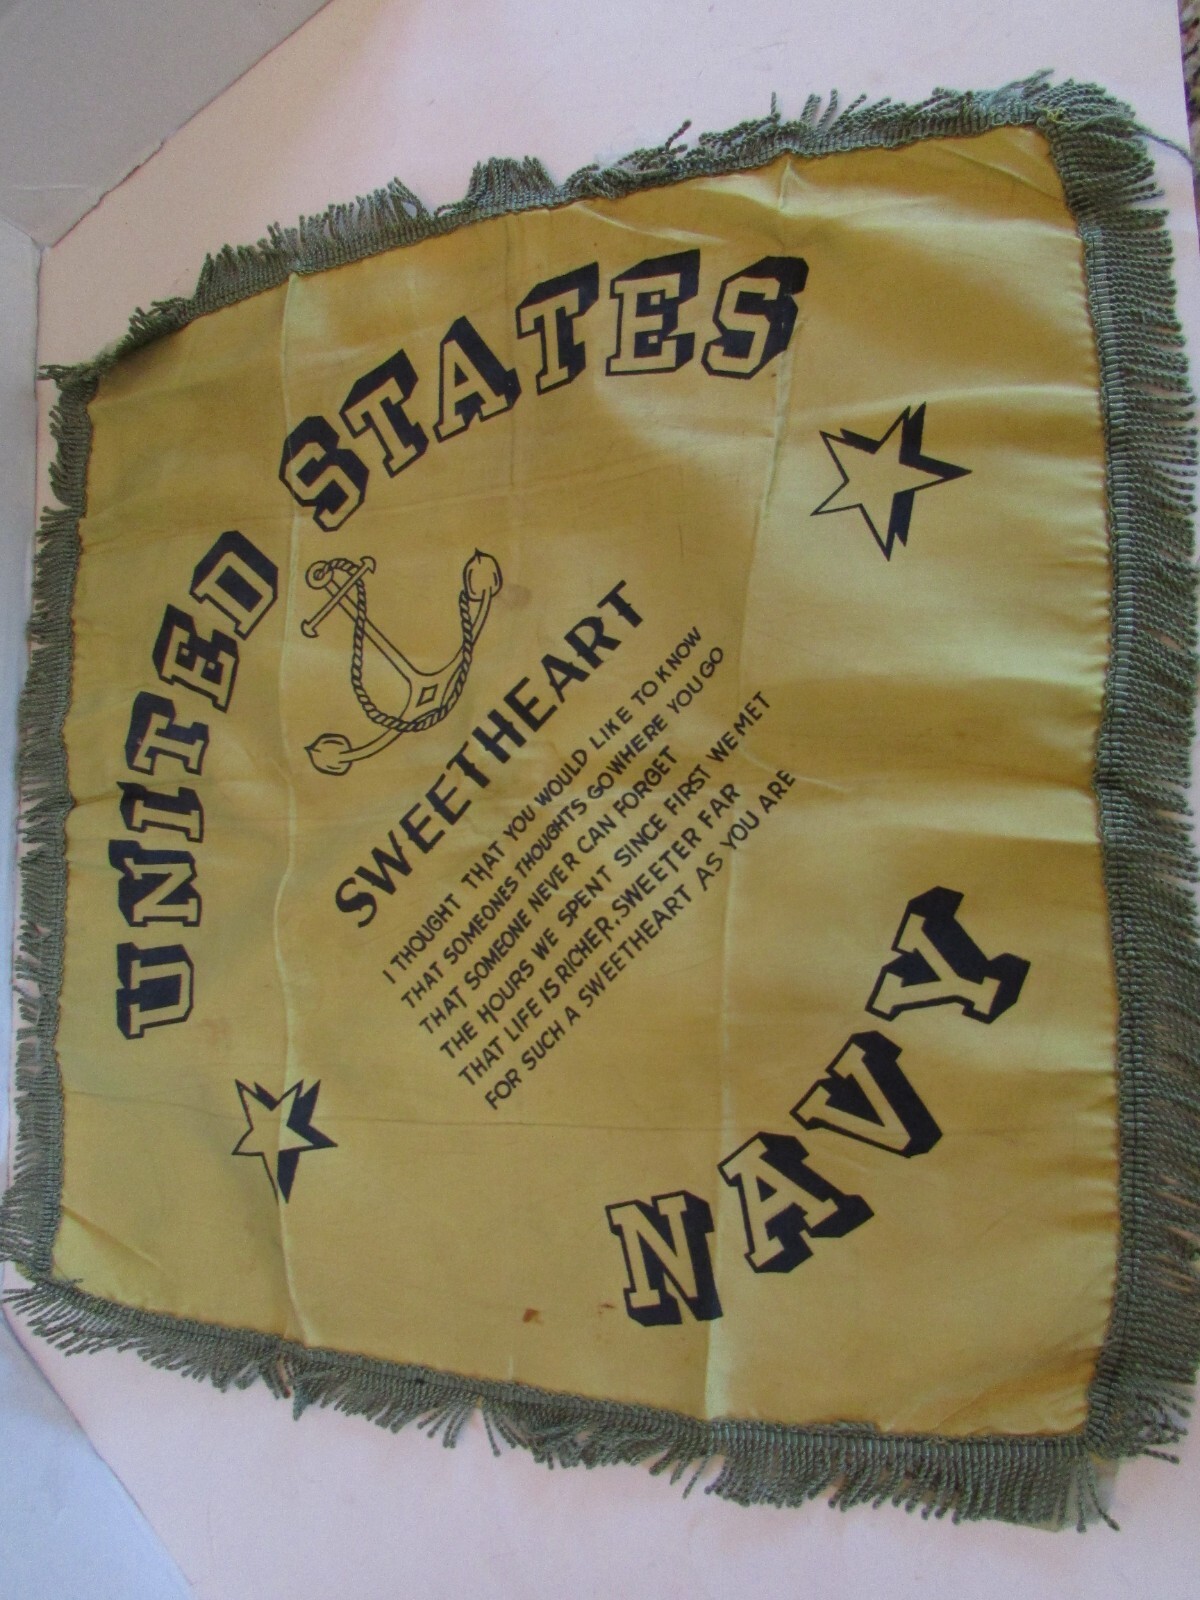 UNITED STATES
SWEETHEART
I THOUGHT THAT YOU WOULD LIKE TO KNOW
THAT SOMEONES THOUGHTS GO WHERE YOU GO
THAT SOMEONE NEVER CAN FORGET
THE HOURS WE SPENT SINCE FIRST WE MET
THAT LIFE IS RICHER, SWEETER FAR
FOR SUCH A SWEETHEART AS YOU ARE
NAVY